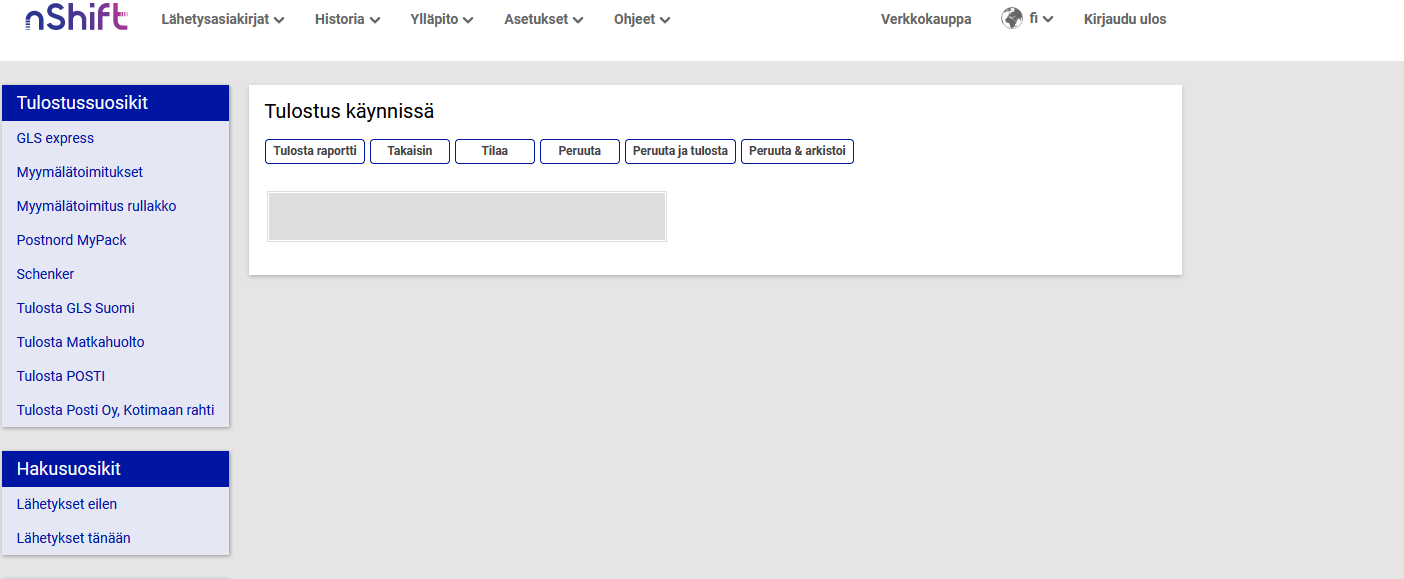 nShift Lähetysasiakirjat Historia Ylläpito Asetukset Ohjeet Verkkokauppa fi Kirjaudu ulos
Tulostussuosikit
GLS express
Myymälätoimitukset
Myymälätoimitus rullakko
Postnord MyPack
Schenker
Tulosta GLS Suomi
Tulosta Matkahuolto
Tulosta POSTI
Tulosta Posti Oy, Kotimaan rahti
Hakusuosikit
Lähetykset eilen
Lähetykset tänään
Tulostus käynnissä
Tulosta raportti Takaisin Tilaa Peruuta Peruuta ja tulosta Peruuta & arkistoi